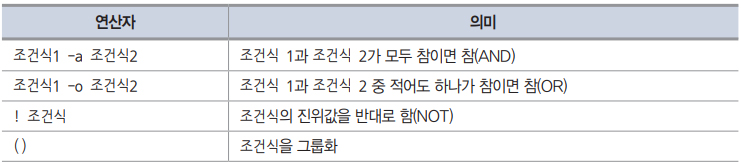 연산자 의미
조건식1 -a 조건식2 조건식 1과 조건식 2가 모두 참이면 참(AND)
조건식1 -o 조건식2 조건식 1과 조건식 2 중 적어도 하나가 참이면 참(OR)
! 조건식 조건식의 진위값을 반대로 함(NOT)
( ) 조건식을 그룹화